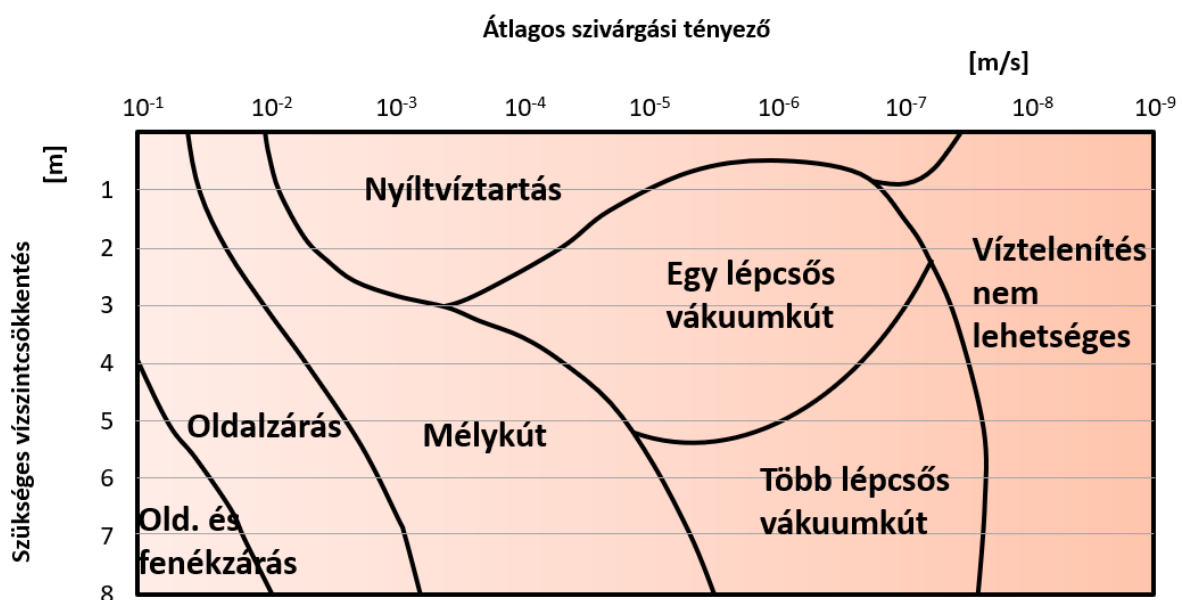 Átlagos szivárgási tényező
[m/s]
10⁻¹ 10⁻² 10⁻³ 10⁻⁴ 10⁻⁵ 10⁻⁶ 10⁻⁷ 10⁻⁸ 10⁻⁹
[m]
Szükséges vízszintcsökkentés
1
2
3
4
5
6
7
8
Nyíltvíztartás
Egy lépcsős
vákuumkút
Víztelenítés
nem
lehetséges
Oldalzárás
Mélykút
Több lépcsős
vákuumkút
Old. és
fenékzárás